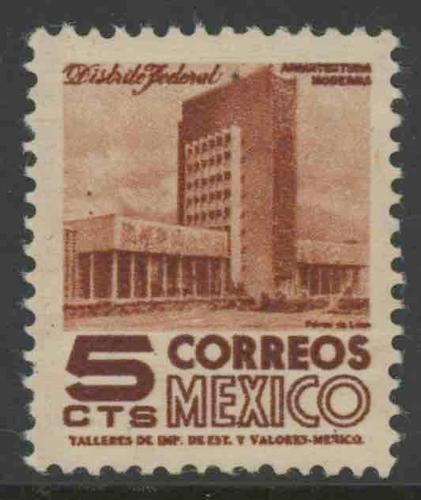 Distrito Federal
ARQUITECTURA
MODERNA
5 CORREOS
CTS MEXICO
TALLERES DE IMP. DE EST. Y VALORES-MEXICO.